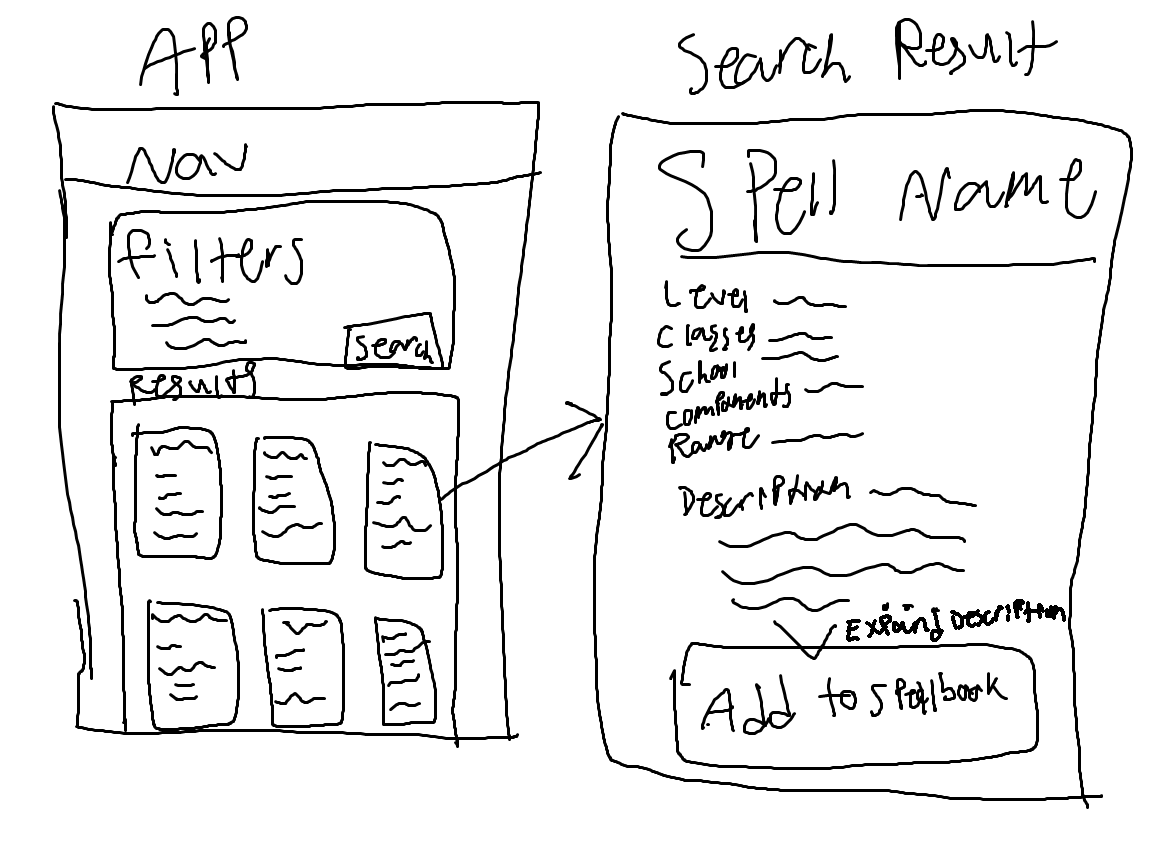 App
Nav
Filters
Search
Results
Search Result
Spell Name
Level
Classes
School
Components
Range
Description
Expaing Description
Add to Spellbook